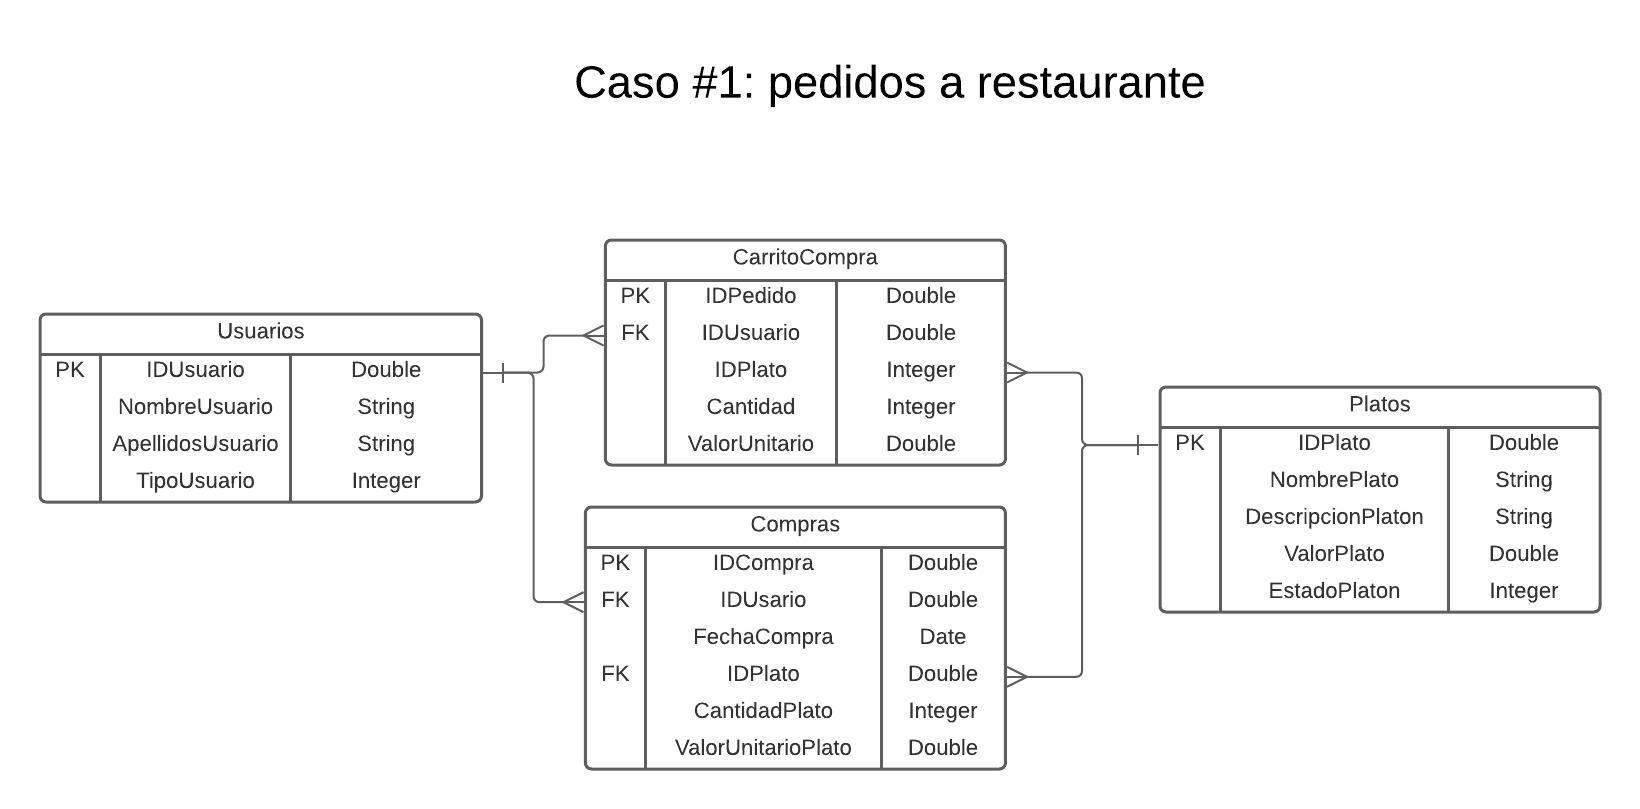 Caso #1: pedidos a restaurante
Usuarios
PK IDUsuario Double
NombreUsuario String
ApellidosUsuario String
TipoUsuario Integer
CarritoCompra
PK IDPedido Double
FK IDUsuario Double
IDPlato Integer
Cantidad Integer
ValorUnitario Double
Compras
PK IDCompra Double
FK IDUsario Double
FechaCompra Date
FK IDPlato Double
CantidadPlato Integer
ValorUnitarioPlato Double
Platos
PK IDPlato Double
NombrePlato String
DescripcionPlaton String
ValorPlato Double
EstadoPlaton Integer